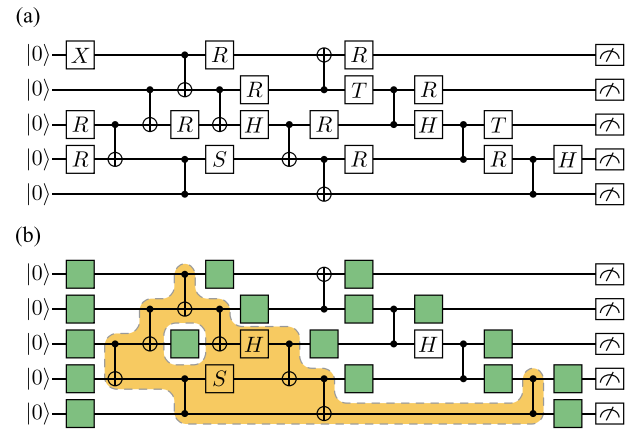 (a)
|0⟩ X R R
|0⟩ R T R
|0⟩ R R H R H T
|0⟩ R S R R H
|0⟩
(b)
|0⟩
|0⟩
|0⟩ H H
|0⟩ S
|0⟩